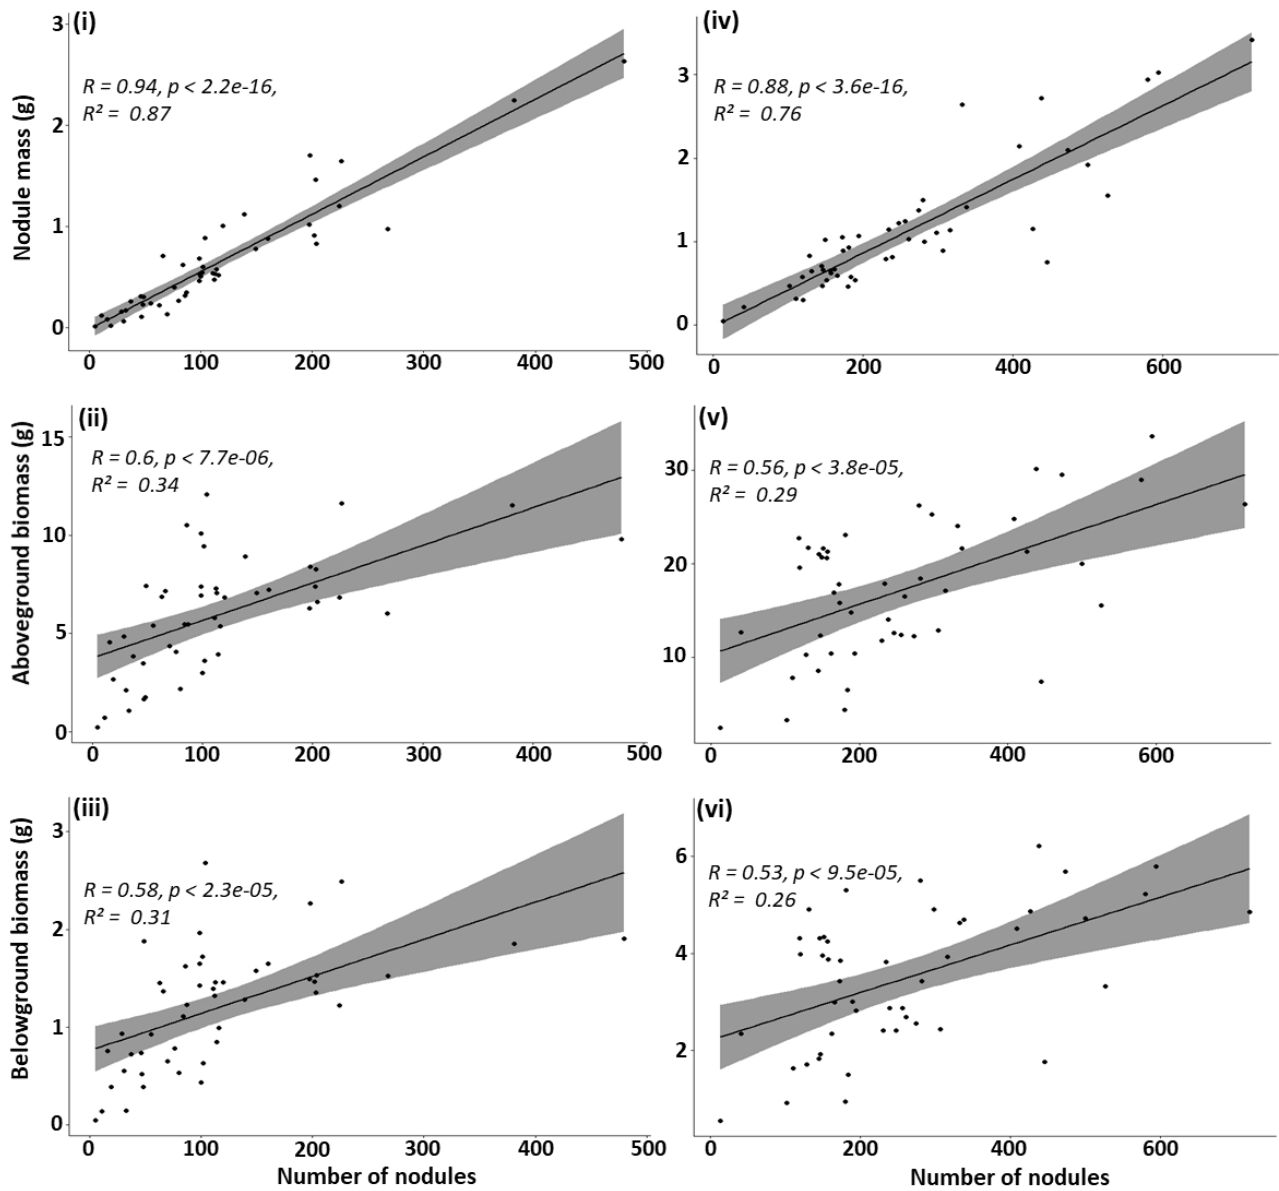 (i)
R = 0.94, p < 2.2e-16,
R² = 0.87
Nodule mass (g)
3
2
1
0
0 100 200 300 400 500
(iv)
R = 0.88, p < 3.6e-16,
R² = 0.76
3
2
1
0
0 200 400 600
(ii)
R = 0.6, p < 7.7e-06,
R² = 0.34
Aboveground biomass (g)
15
10
5
0
0 100 200 300 400 500
(v)
R = 0.56, p < 3.8e-05,
R² = 0.29
30
20
10
0 200 400 600
(iii)
R = 0.58, p < 2.3e-05,
R² = 0.31
Belowground biomass (g)
3
2
1
0
0 100 200 300 400 500
Number of nodules
(vi)
R = 0.53, p < 9.5e-05,
R² = 0.26
6
4
2
0 200 400 600
Number of nodules